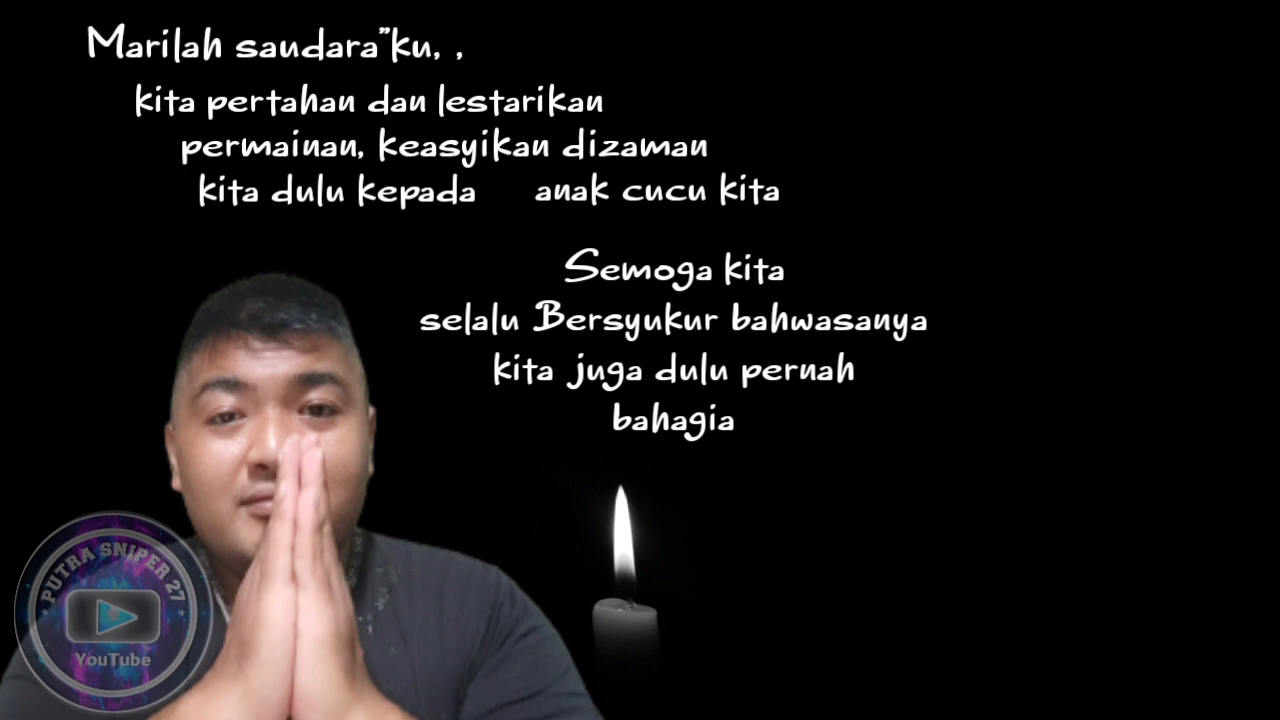 Marilah saudara"ku, ,
kita pertahan dan lestarikan
permainan, keasyikan dizaman
kita dulu kepada anak cucu kita
Semoga kita
selalu Bersyukur bahwasanya
kita juga dulu pernah
bahagia
PUTRA SNIPER 27
YouTube